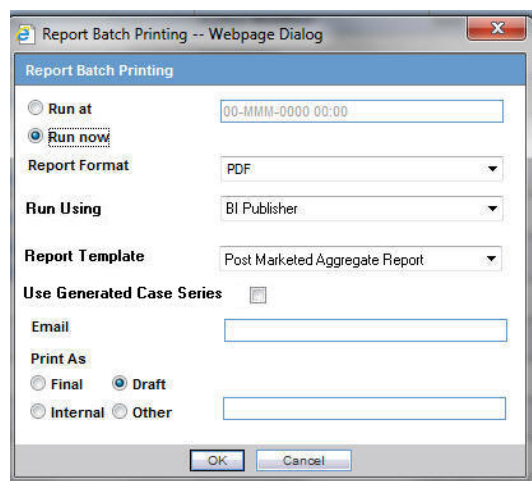 Report Batch Printing -- Webpage Dialog
Report Batch Printing
Run at 00-MMM-0000 00:00
Run now
Report Format PDF
Run Using BI Publisher
Report Template Post Marketed Aggregate Report
Use Generated Case Series
Email
Print As
Final Draft
Internal Other
OK Cancel